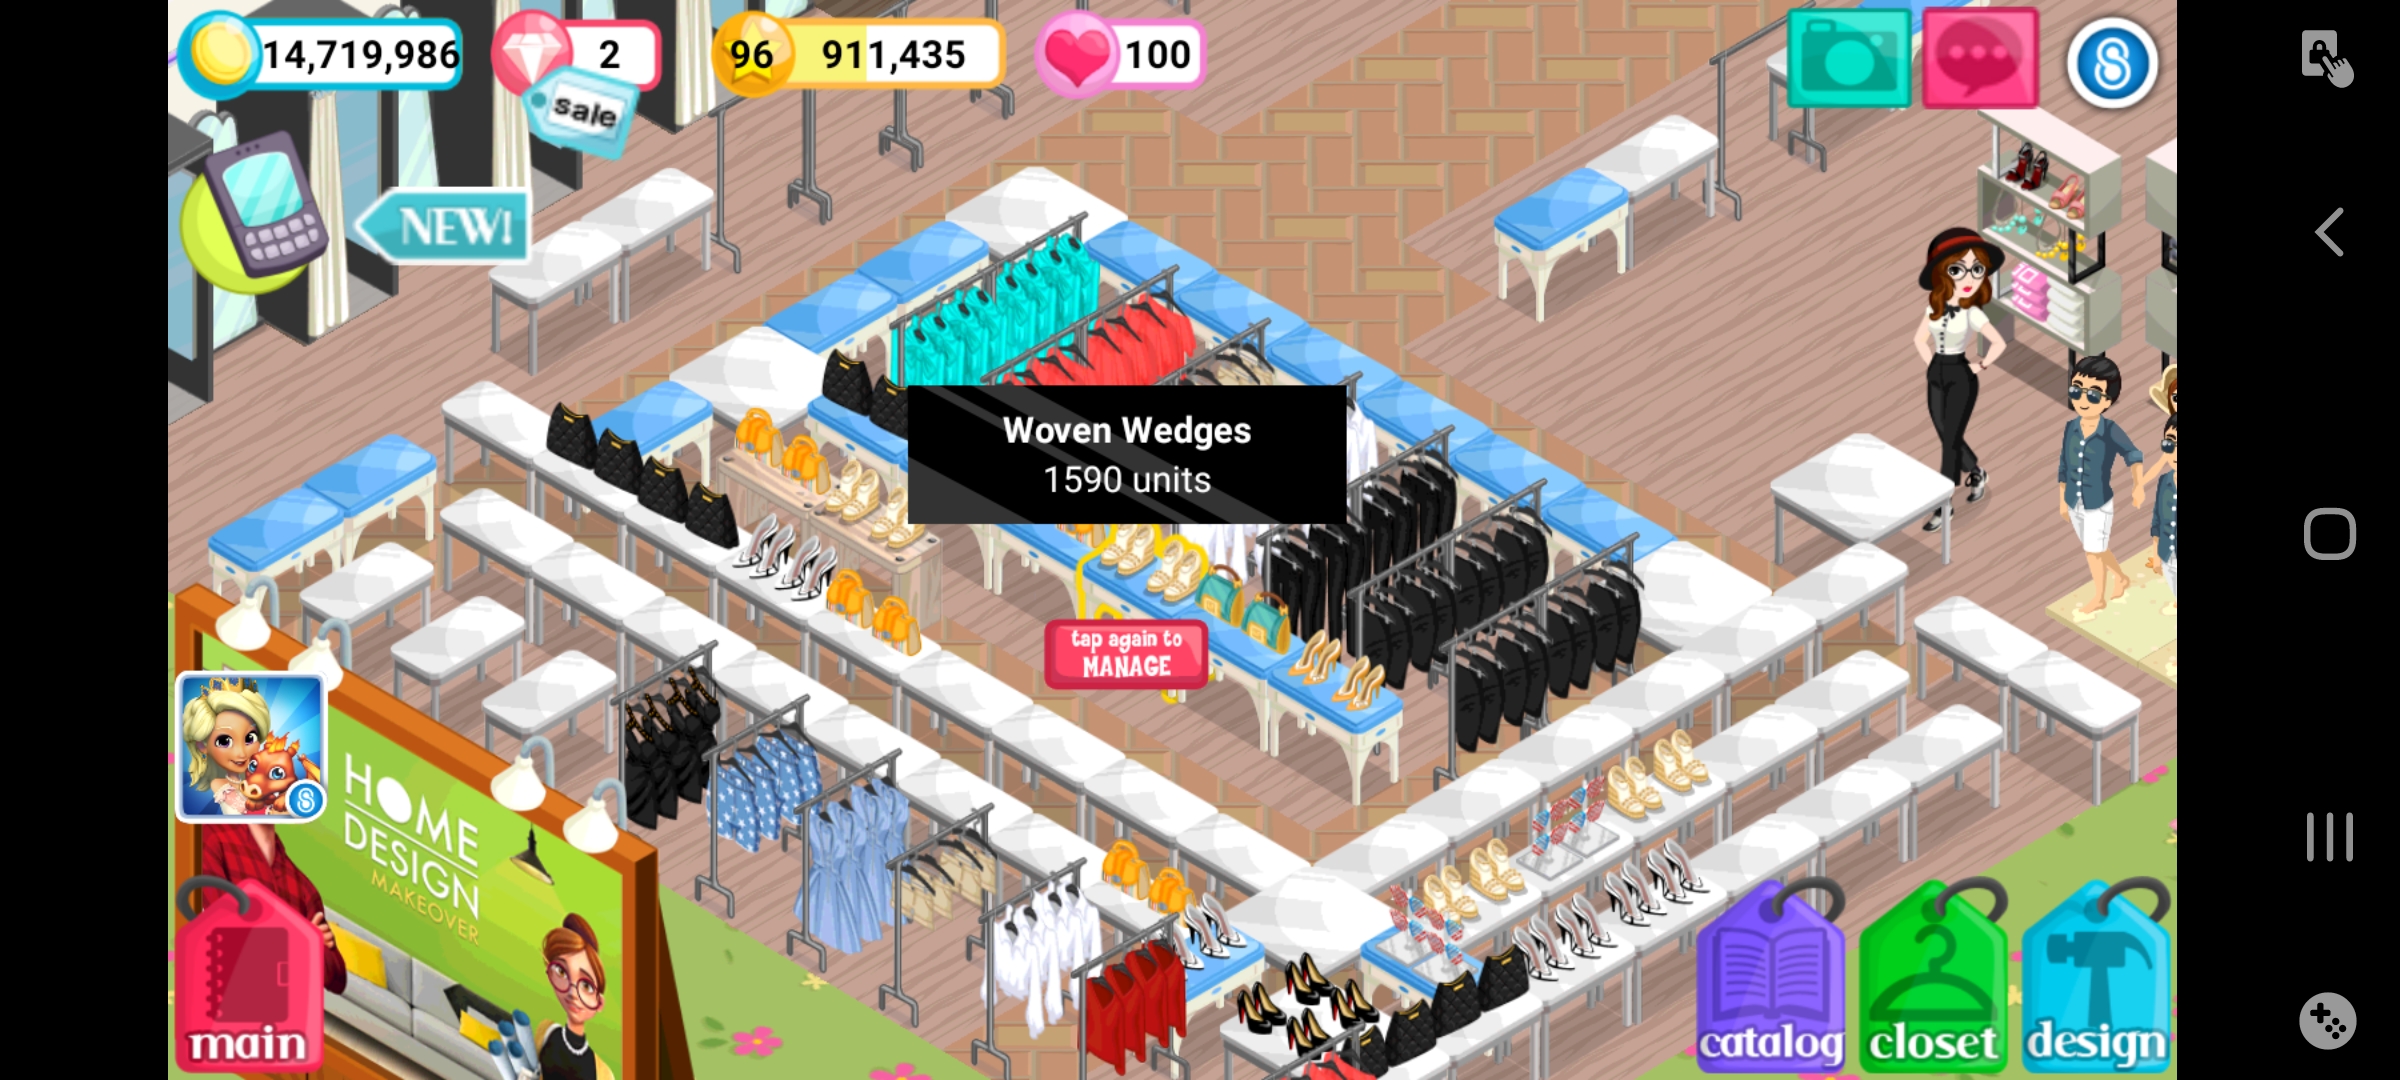 14,719,986
2
96
911,435
100
sale
NEW!
Woven Wedges
1590 units
tap again to
MANAGE
HOME
DESIGN
MAKEOVER
main
catalog
closet
design